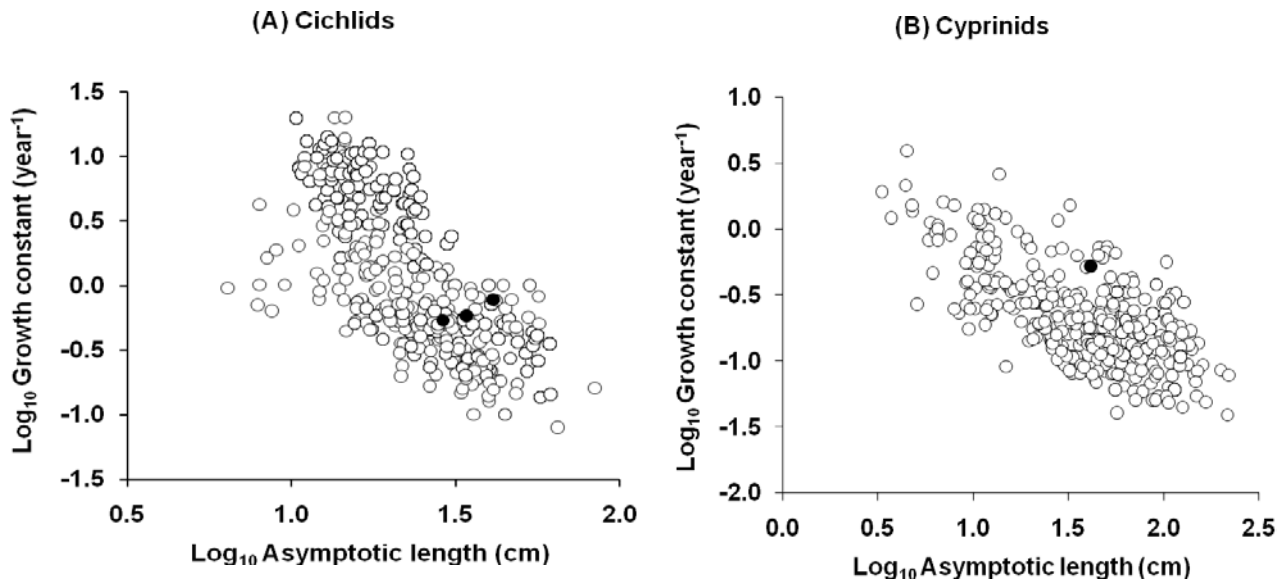 (A) Cichlids
(B) Cyprinids
Log10 Growth constant (year-1)
1.5
1.0
0.5
0.0
-0.5
-1.0
-1.5
0.5 1.0 1.5 2.0
Log10 Asymptotic length (cm)
Log10 Growth constant (year-1)
1.0
0.5
0.0
-0.5
-1.0
-1.5
-2.0
0.0 0.5 1.0 1.5 2.0 2.5
Log10 Asymptotic length (cm)